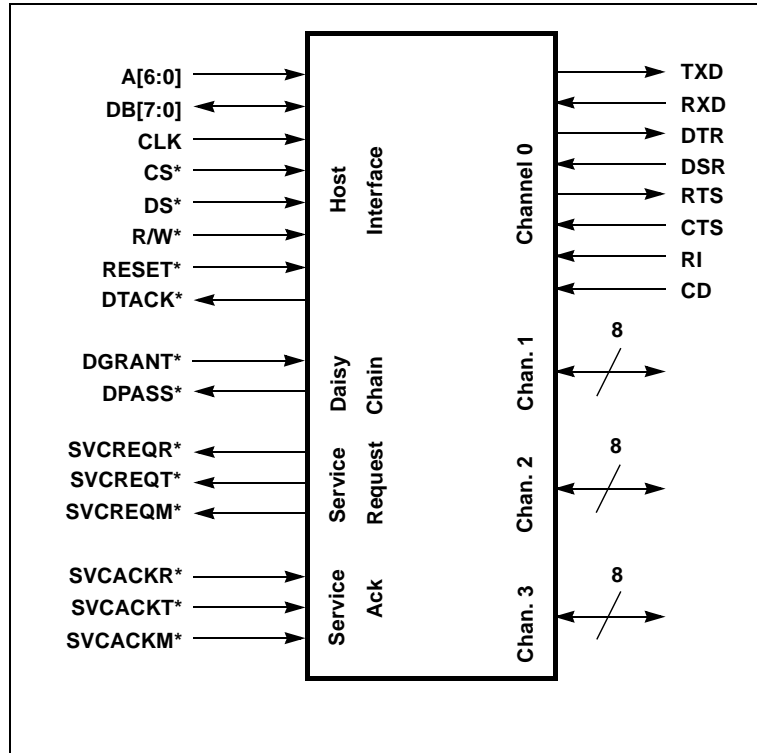 A[6:0]
DB[7:0]
CLK
CS*
DS*
R/W*
RESET*
DTACK*
DGRANT*
DPASS*
SVCREQR*
SVCREQT*
SVCREQM*
SVCACKR*
SVCACKT*
SVCACKM*
Host
Interface
Daisy
Chain
Service
Request
Service
Ack
Channel 0
Chan. 1
Chan. 2
Chan. 3
TXD
RXD
DTR
DSR
RTS
CTS
RI
CD
8
8
8